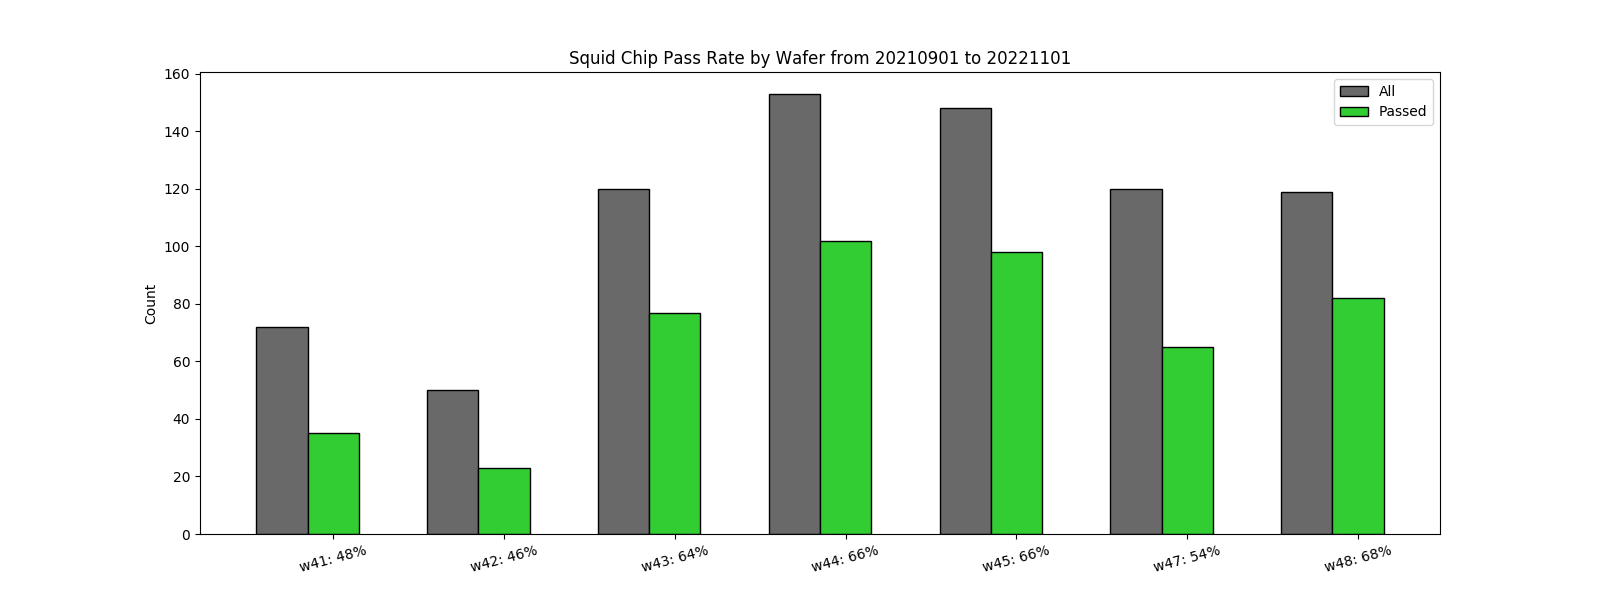 Squid Chip Pass Rate by Wafer from 20210901 to 20221101
All
Passed
160
140
120
100
80
60
40
20
0
Count
w41: 48%
w42: 46%
w43: 64%
w44: 66%
w45: 66%
w47: 54%
w48: 68%